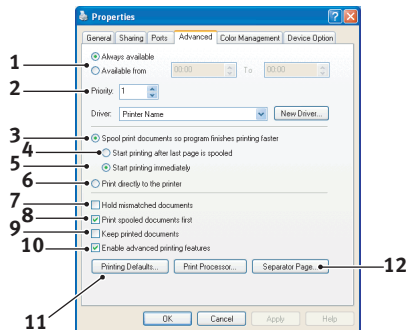 Properties
General Sharing Ports Advanced Color Management Device Option
1 Always available
Available from 00:00 To 00:00
2 Priority: 1
Driver: Printer Name New Driver...
3 Spool print documents so program finishes printing faster
4 Start printing after last page is spooled
5 Start printing immediately
6 Print directly to the printer
7 Hold mismatched documents
8 Print spooled documents first
9 Keep printed documents
10 Enable advanced printing features
Printing Defaults... Print Processor... Separator Page... 12
11
OK Cancel Apply Help